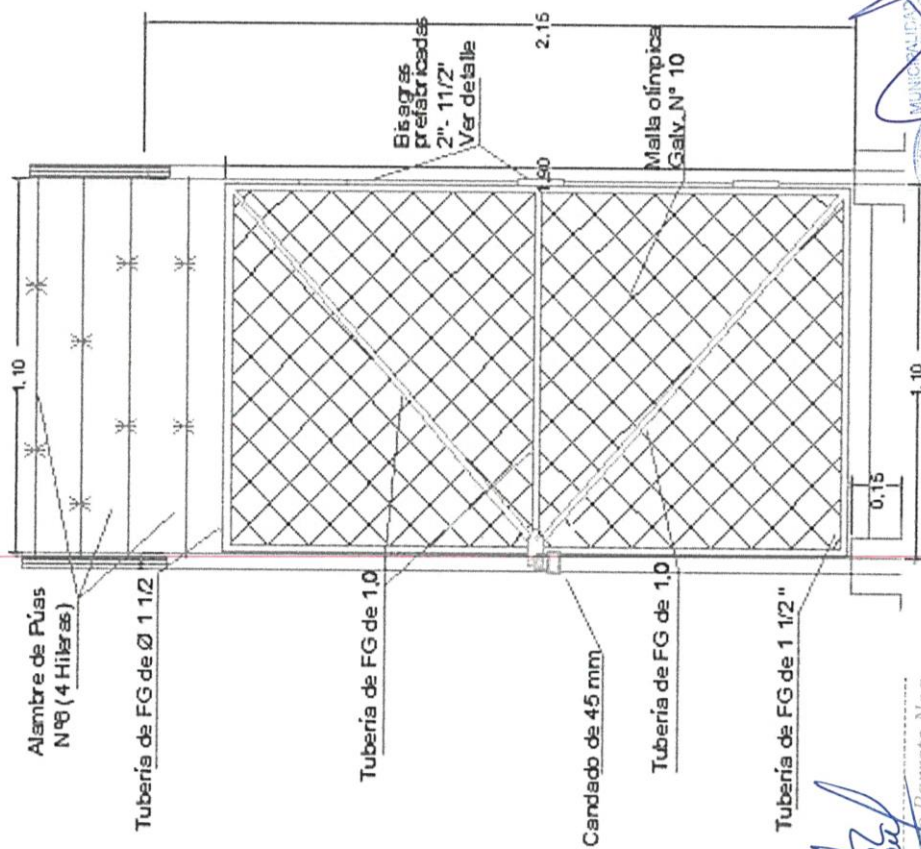 1.10
Alambre de Púas
Nº8 (4 Hileras)
Tubería de FG de Ø 1 1/2
Bisagras
prefabricadas
2"- 11/2"
Ver detalle
2.15
1.90
Tubería de FG de 1,0
Malla olímpica
Galv. N° 10
Candado de 45 mm
Tubería de FG de 1,0
Tubería de FG de 1 1/2"
0.15
1.10
MUNICIPALIDAD